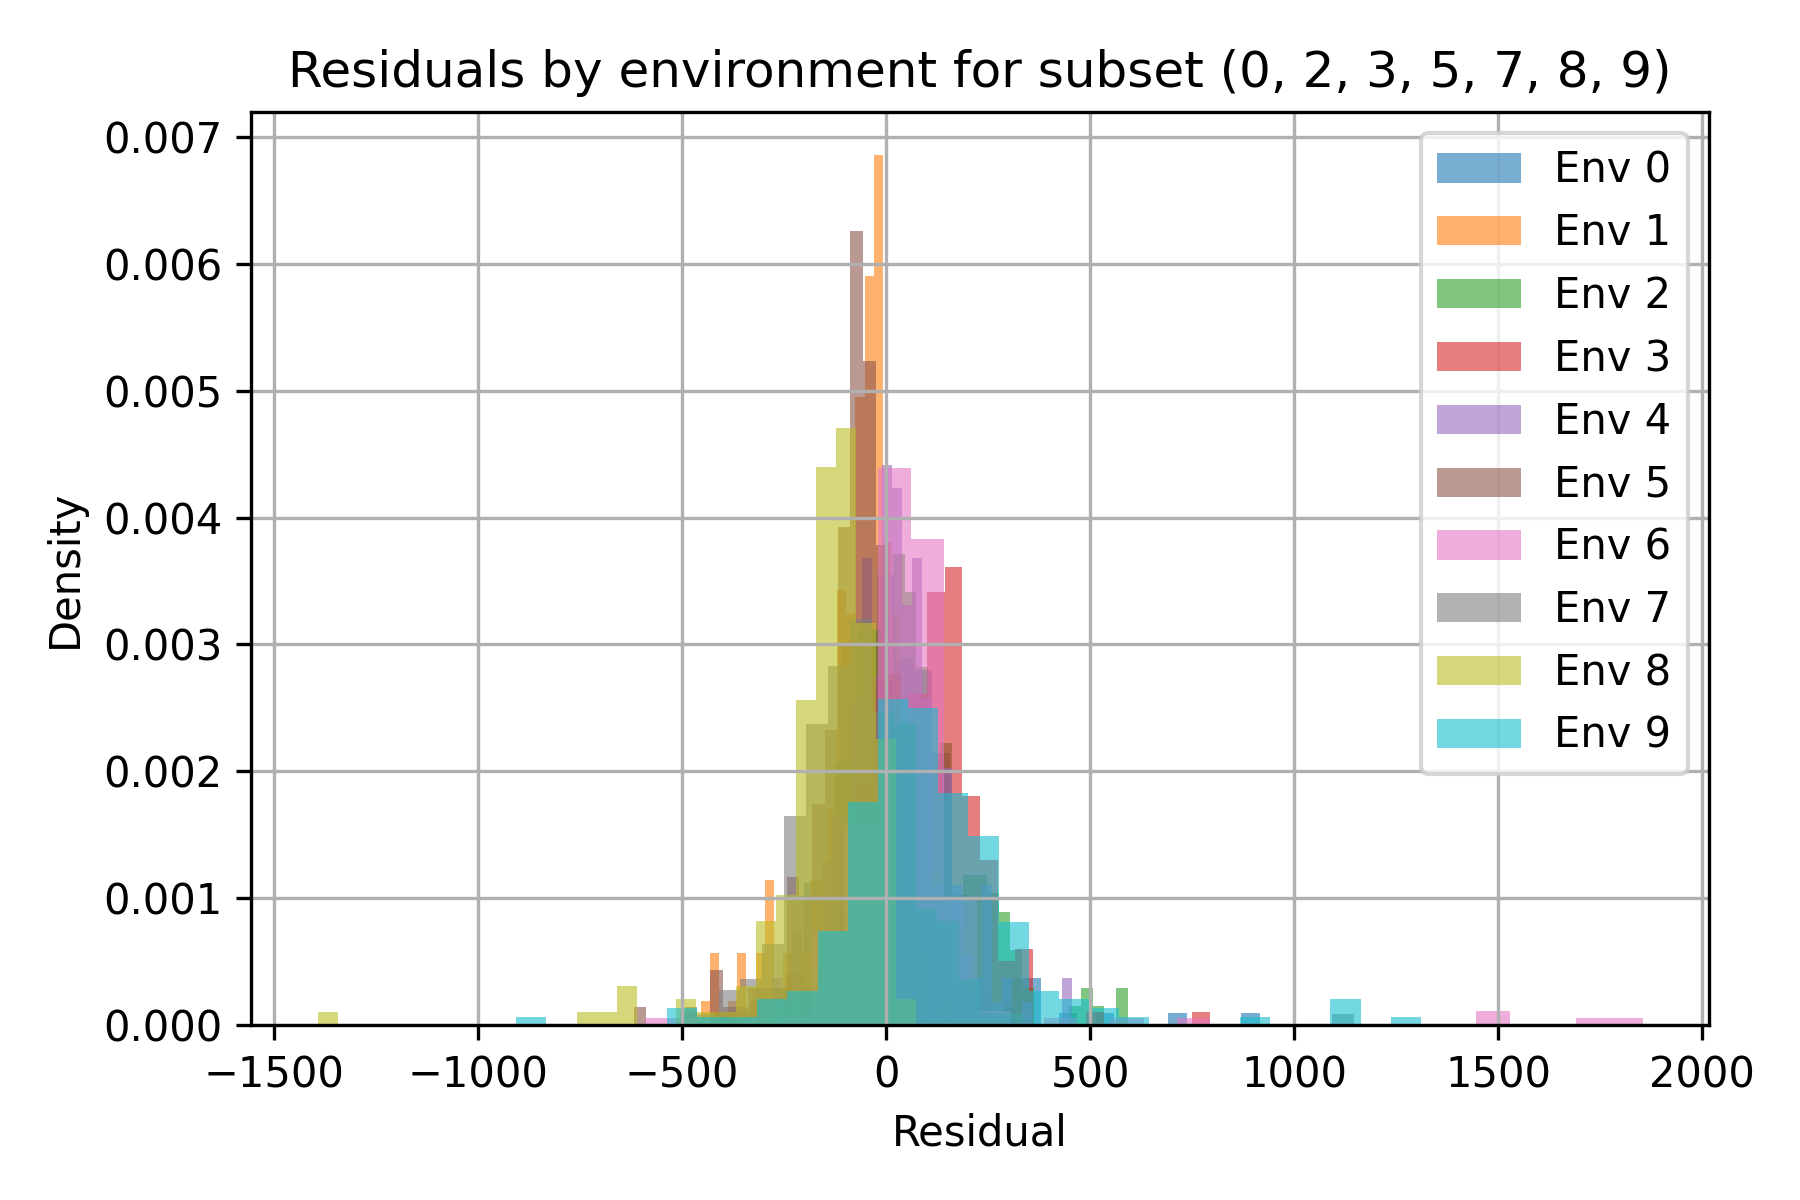 Residuals by environment for subset (0, 2, 3, 5, 7, 8, 9)
0.007
0.006
0.005
0.004
0.003
0.002
0.001
0.000
Density
Env 0
Env 1
Env 2
Env 3
Env 4
Env 5
Env 6
Env 7
Env 8
Env 9
−1500 −1000 −500 0 500 1000 1500 2000
Residual